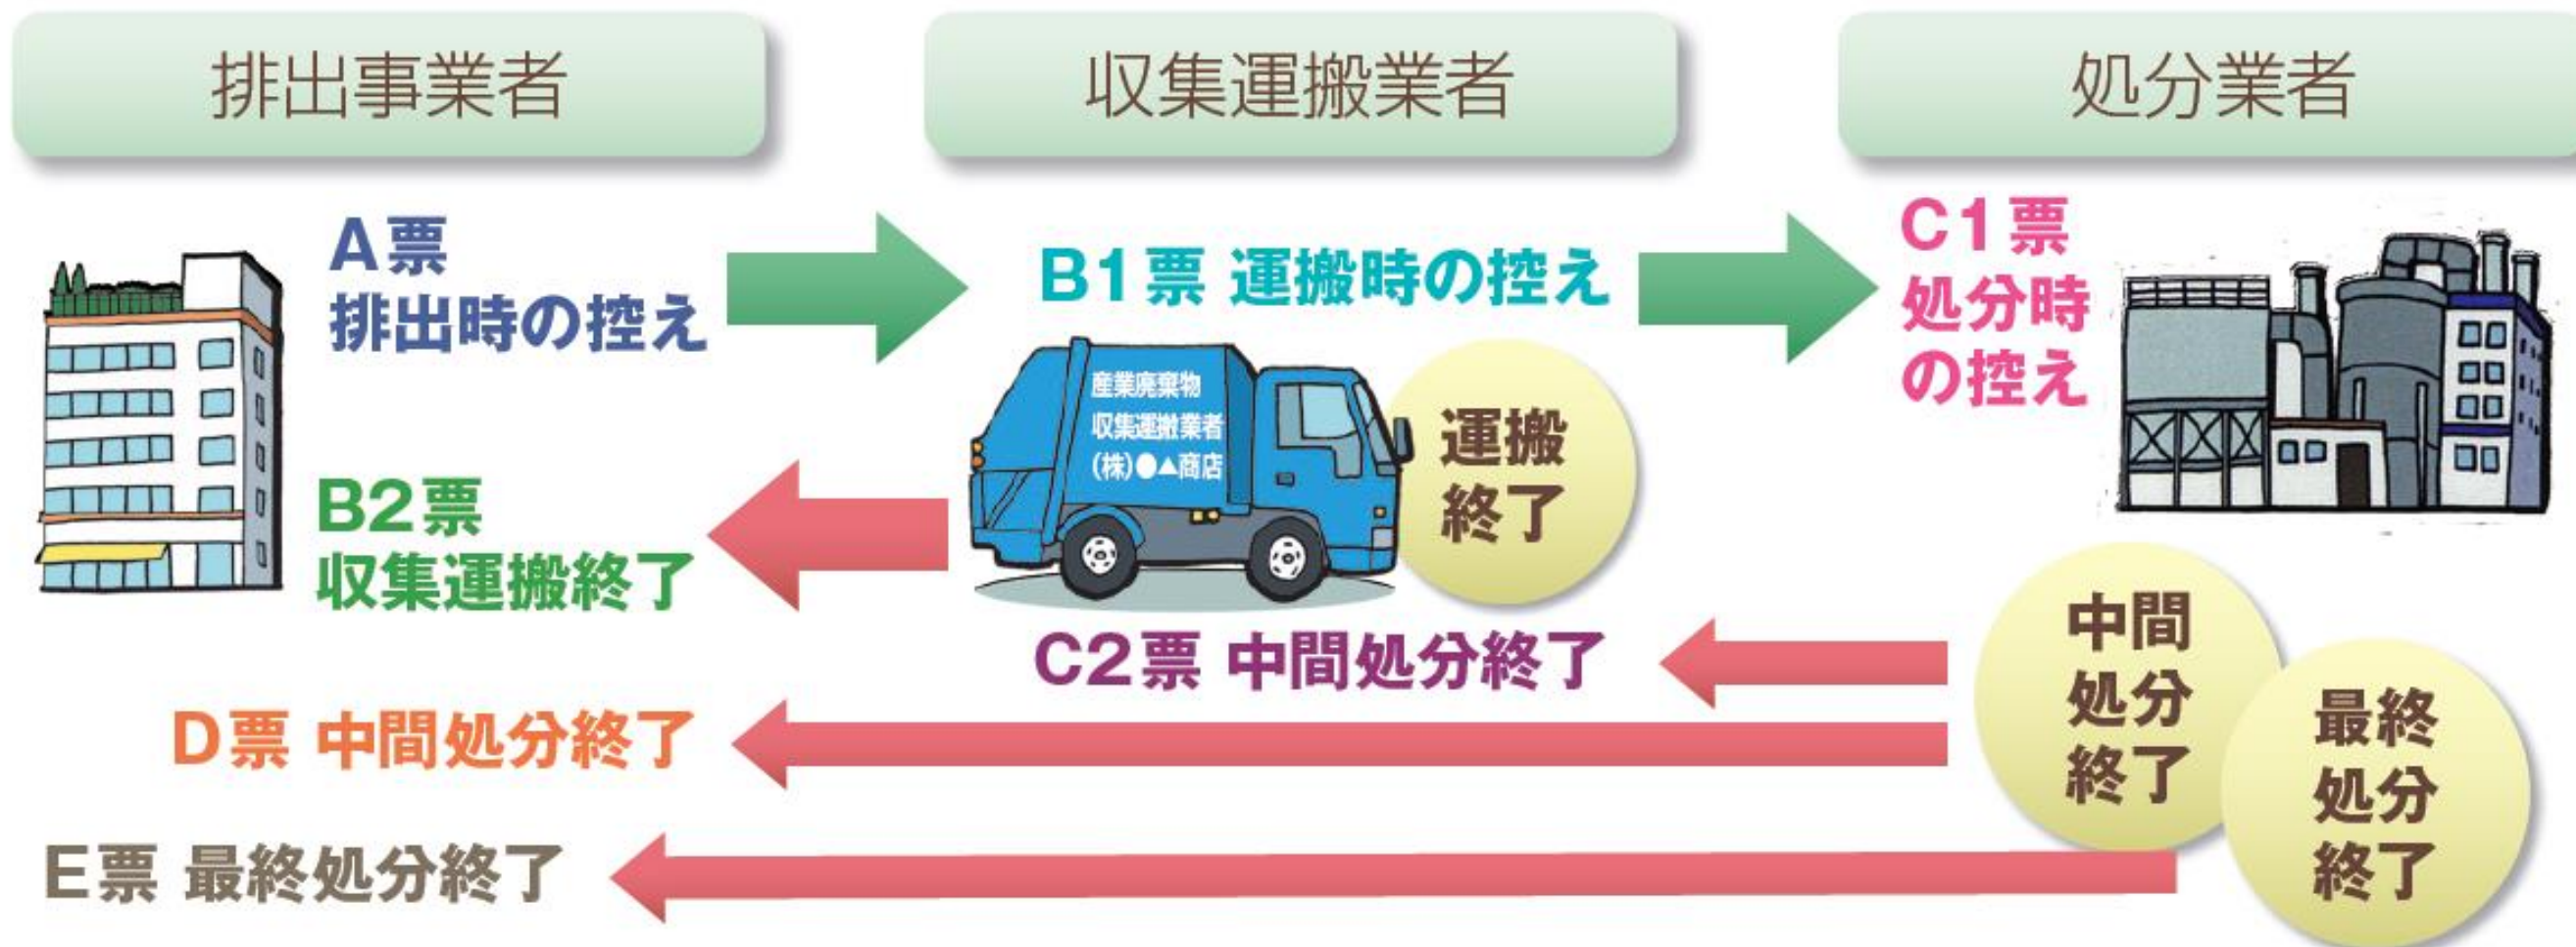 排出事業者
収集運搬業者
処分業者
A票
排出時の控え
B1票 運搬時の控え
C1票
処分時
の控え
産業廃棄物
収集運搬業者
(株)●▲商店
運搬
終了
B2票
収集運搬終了
C2票 中間処分終了
中間
処分
終了
D票 中間処分終了
最終
処分
終了
E票 最終処分終了